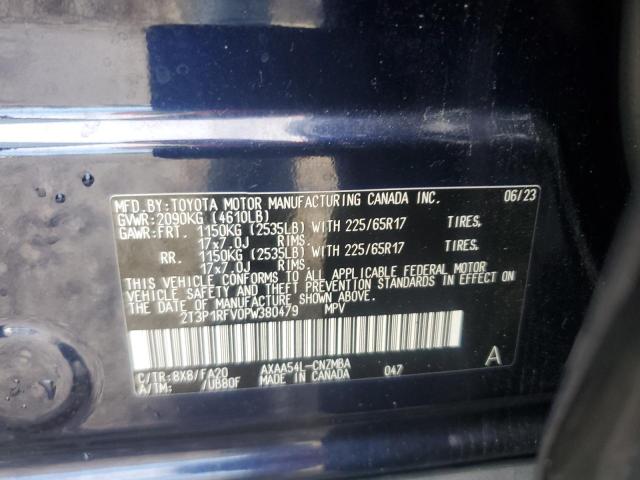 MFD.BY:TOYOTA MOTOR MANUFACTURING CANADA INC. 06/23
GVWR:2090KG (4610LB)
GAWR:FRT. 1150KG (2535LB) WITH 225/65R17 TIRES,
17x7.0J RIMS.
RR. 1150KG (2535LB) WITH 225/65R17 TIRES,
17x7.0J RIMS.
THIS VEHICLE CONFORMS TO ALL APPLICABLE FEDERAL MOTOR
VEHICLE SAFETY AND THEFT PREVENTION STANDARDS IN EFFECT ON
THE DATE OF MANUFACTURE SHOWN ABOVE.
2T3P1RFV0PW380479 MPV
C/TR:8X8/FA20 AXAA54L-CNZMBA 047 A
A/TM: /UB80F MADE IN CANADA